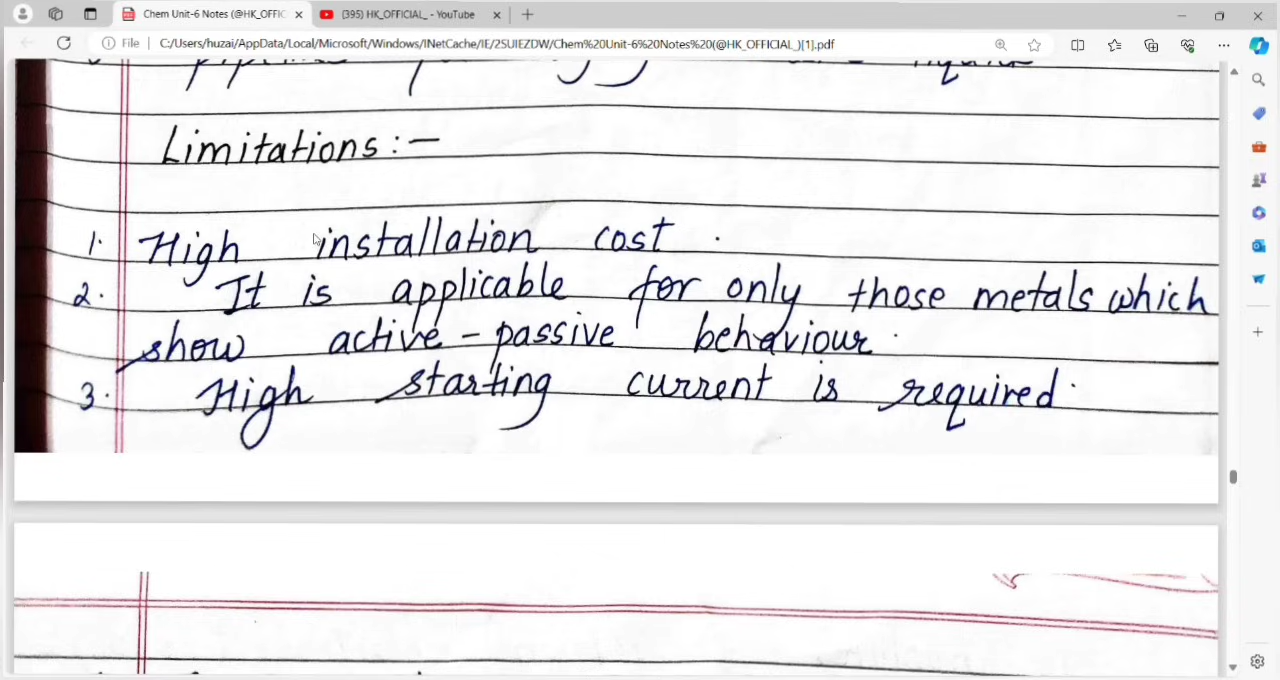 Chem Unit-6 Notes (@HK_OFFIC
(395) HK_OFFICIAL_ - YouTube
File
C:/Users/huzai/AppData/Local/Microsoft/Windows/INetCache/IE/2SUIEZDW/Chem%20Unit-6%20Notes%20(@HK_OFFICIAL_)[1].pdf
Limitations :-
1. High installation cost.
2. It is applicable for only those metals which
show active-passive behaviour.
3. High starting current is required.